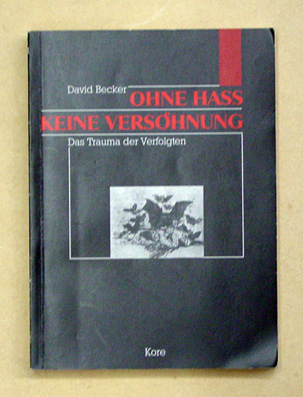 David Becker
OHNE HASS
KEINE VERSÖHNUNG
Das Trauma der Verfolgten
Kore